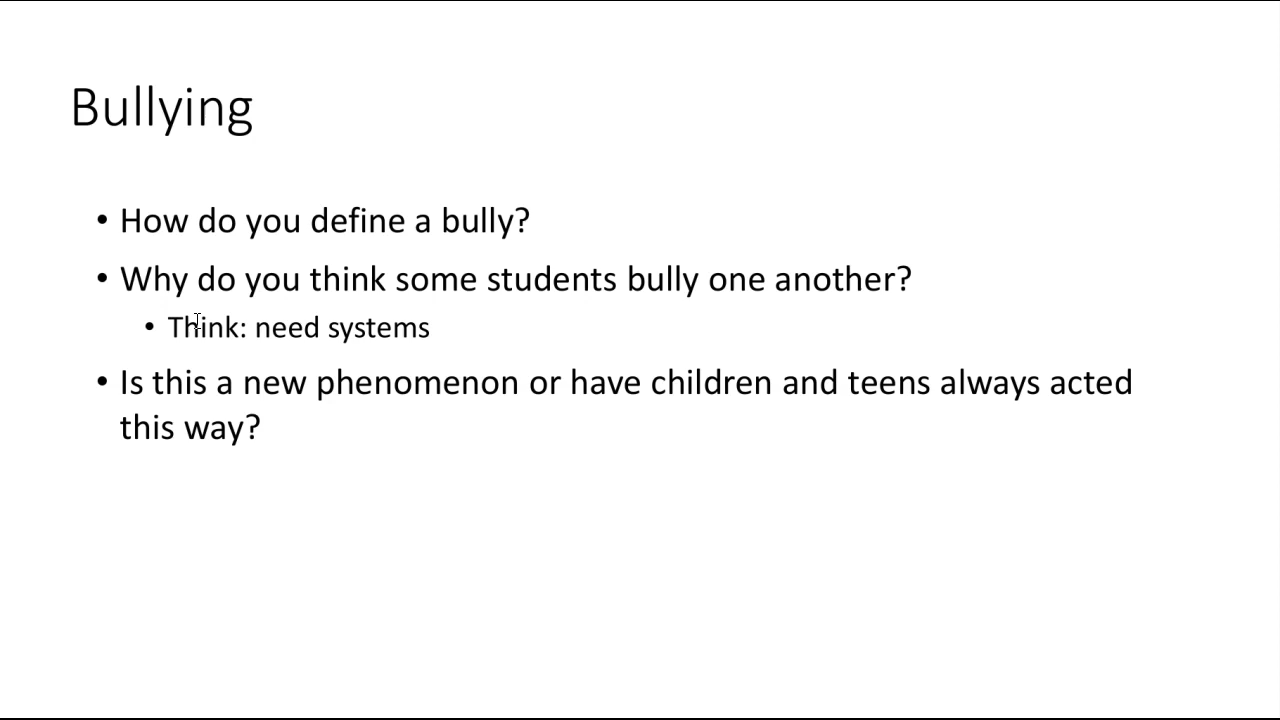 Bullying
• How do you define a bully?
• Why do you think some students bully one another?
• Think: need systems
• Is this a new phenomenon or have children and teens always acted
this way?